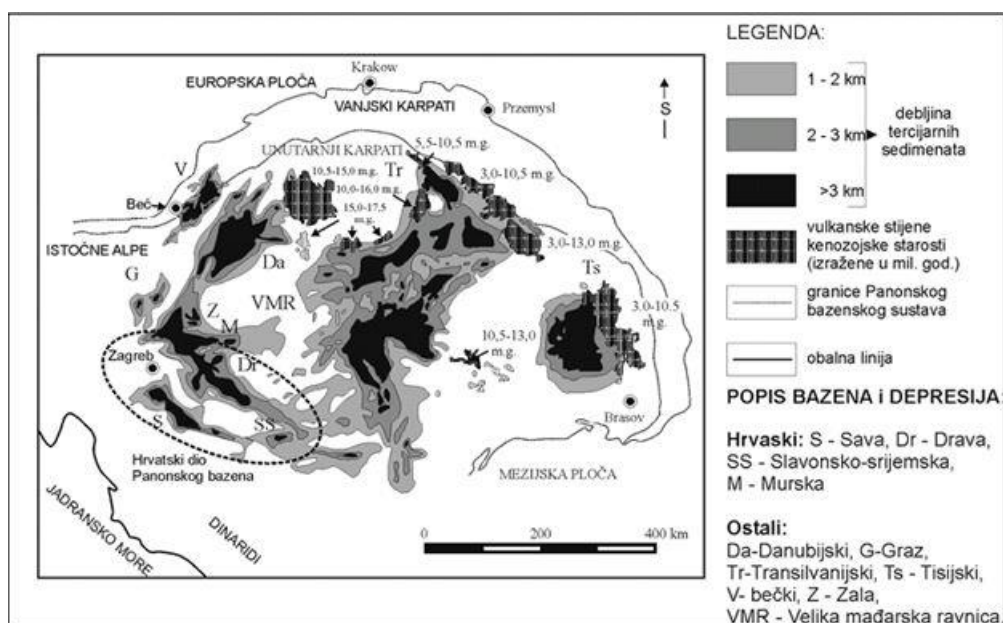 EUROPSKA PLOČA
Krakow
VANJSKI KARPATI
Przemysl
S
UNUTARNJI KARPATI
5,5-10,5 m.g.
V
Tr
10,5-15,0 m.g.
10,0-16,0 m.g.
3,0-10,5 m.g.
15,0-17,5
m.g.
Beč
ISTOČNE ALPE
3,0-13,0 m.g.
Da
G
Ts
Z
VMR
M
3,0-10.5
m.g.
10,5-13,0
m.g.
Zagreb
Dr
S
SS
Brasov
Hrvatski dio
Panonskog bazena
MEZIJSKA PLOČA
JADRANSKO MORE
DINARIDI
0 200 400 km
LEGENDA:
1 - 2 km
2 - 3 km
>3 km
debljina
tercijarnih
sedimenata
vulkanske stijene
kenozojske starosti
(izražene u mil. god.)
granice Panonskog
bazenskog sustava
obalna linija
POPIS BAZENA i DEPRESIJA:
Hrvaski: S - Sava, Dr - Drava,
SS - Slavonsko-srijemska,
M - Murska
Ostali:
Da-Danubijski, G-Graz,
Tr-Transilvanijski, Ts - Tisijski,
V- bečki, Z - Zala,
VMR - Velika mađarska ravnica.